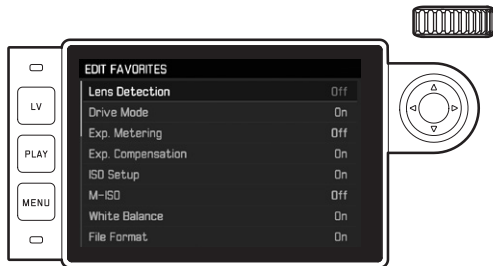 EDIT FAVORITES
Lens Detection Off
Drive Mode On
Exp. Metering Off
Exp. Compensation On
ISO Setup On
M-ISO Off
White Balance On
File Format On
LV
PLAY
MENU